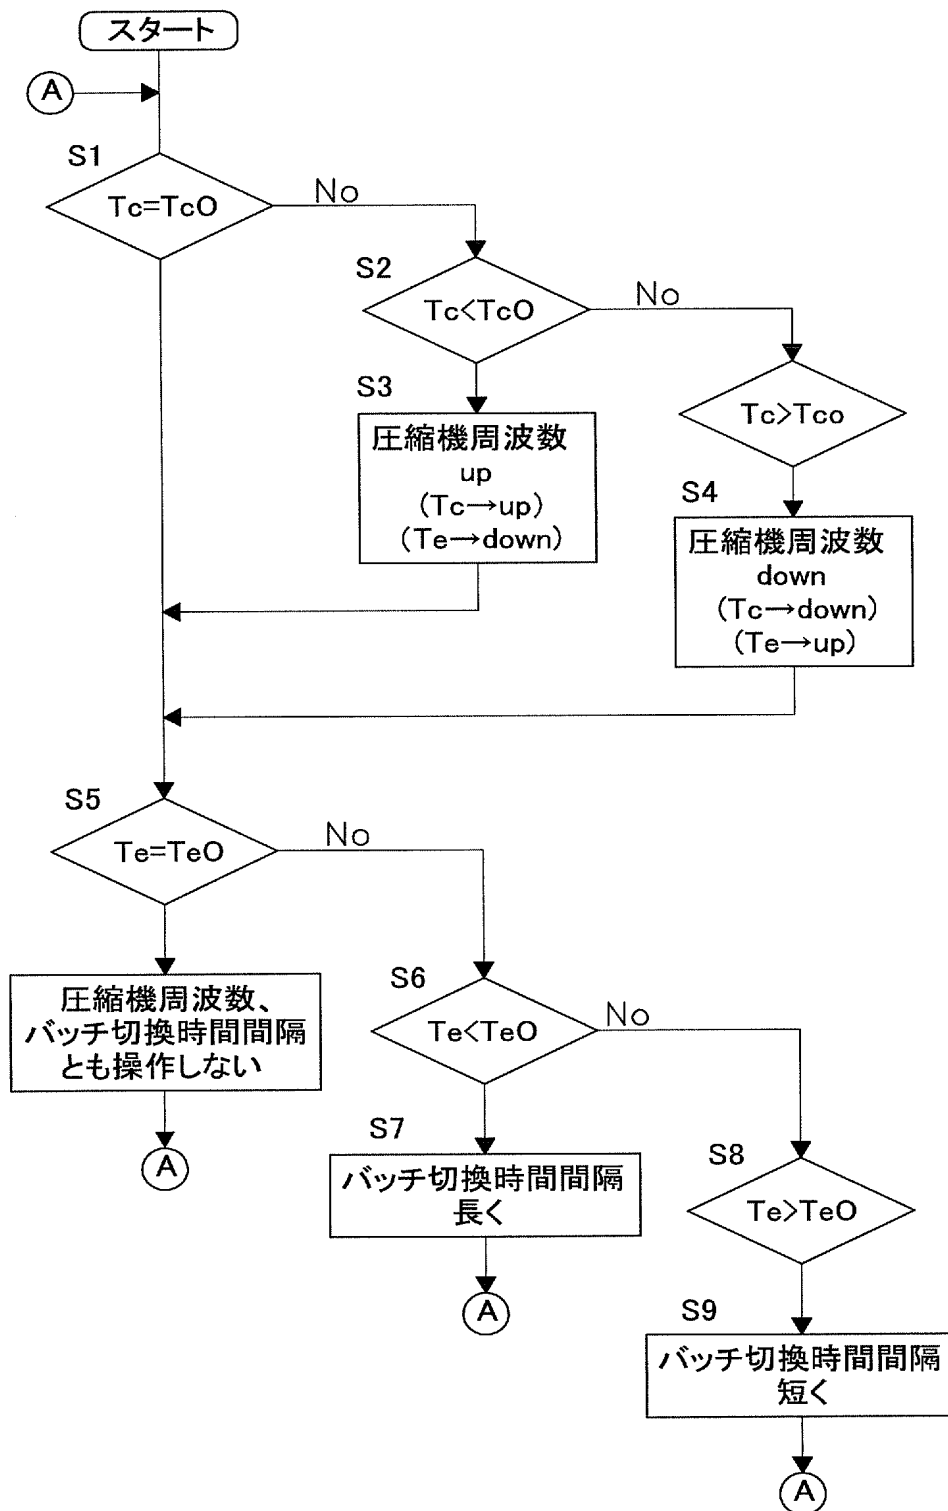 スタート
A
S1
Tc=TcO
No
S2
Tc<TcO
No
S3
圧縮機周波数
up
(Tc→up)
(Te→down)
Tc>Tco
S4
圧縮機周波数
down
(Tc→down)
(Te→up)
S5
Te=TeO
No
圧縮機周波数、
バッチ切換時間間隔
とも操作しない
A
S6
Te<TeO
No
S7
バッチ切換時間間隔
長く
A
S8
Te>TeO
S9
バッチ切換時間間隔
短く
A